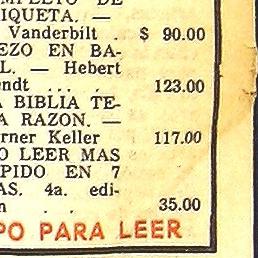 MPLETO DE
IQUETA. —
Vanderbilt . $ 90.00
EZO EN BA-
L. — Hebert
endt . . . . 123.00
A BIBLIA TE-
A RAZON. —
rner Keller 117.00
O LEER MAS
PIDO EN 7
AS. 4a. edi-
n . . 35.00
PO PARA LEER